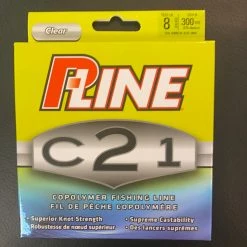 Clear
8
300
P-LINE
C21
COPOLYMER FISHING LINE
FIL DE PÊCHE COPOLYMÈRE
• Superior Knot Strength
• Supreme Castability
Robustesse de nœud supérieur
• Des lancers suprêmes